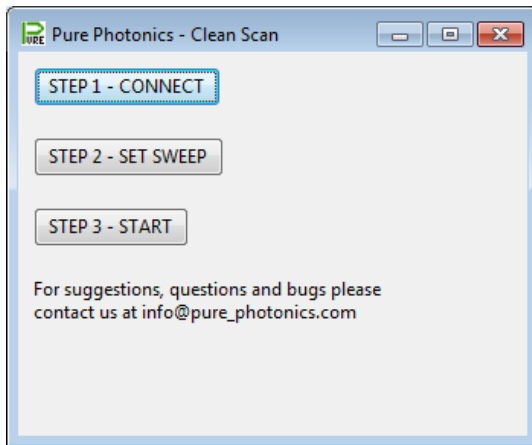 PURE Pure Photonics - Clean Scan
STEP 1 - CONNECT
STEP 2 - SET SWEEP
STEP 3 - START
For suggestions, questions and bugs please
contact us at info@pure_photonics.com